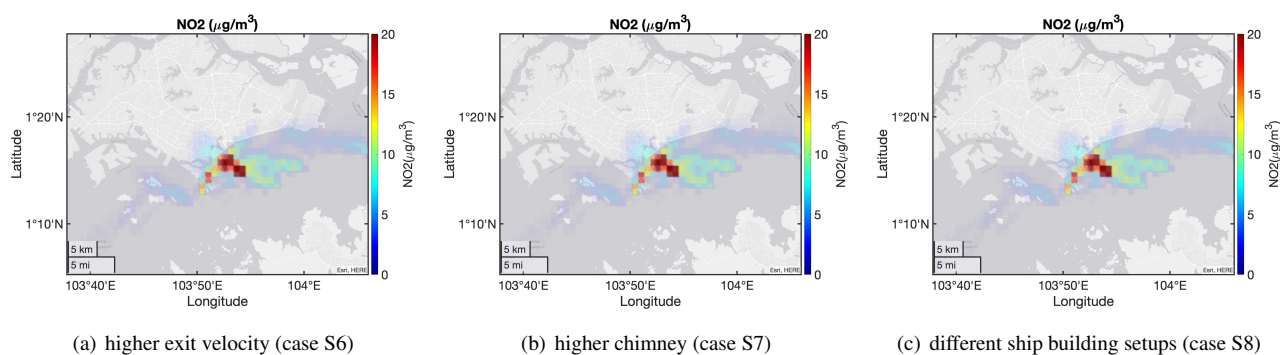 NO2 (μg/m³)
20
15
10
5
0
NO2(μg/m³)
Latitude
1°20'N
1°10'N
5 km
5 mi
Esri, HERE
103°40'E
103°50'E
104°E
Longitude
(a) higher exit velocity (case S6)
NO2 (μg/m³)
20
15
10
5
0
NO2(μg/m³)
Latitude
1°20'N
1°10'N
5 km
5 mi
Esri, HERE
103°40'E
103°50'E
104°E
Longitude
(b) higher chimney (case S7)
NO2 (μg/m³)
20
15
10
5
0
NO2(μg/m³)
Latitude
1°20'N
1°10'N
5 km
5 mi
Esri, HERE
103°40'E
103°50'E
104°E
Longitude
(c) different ship building setups (case S8)